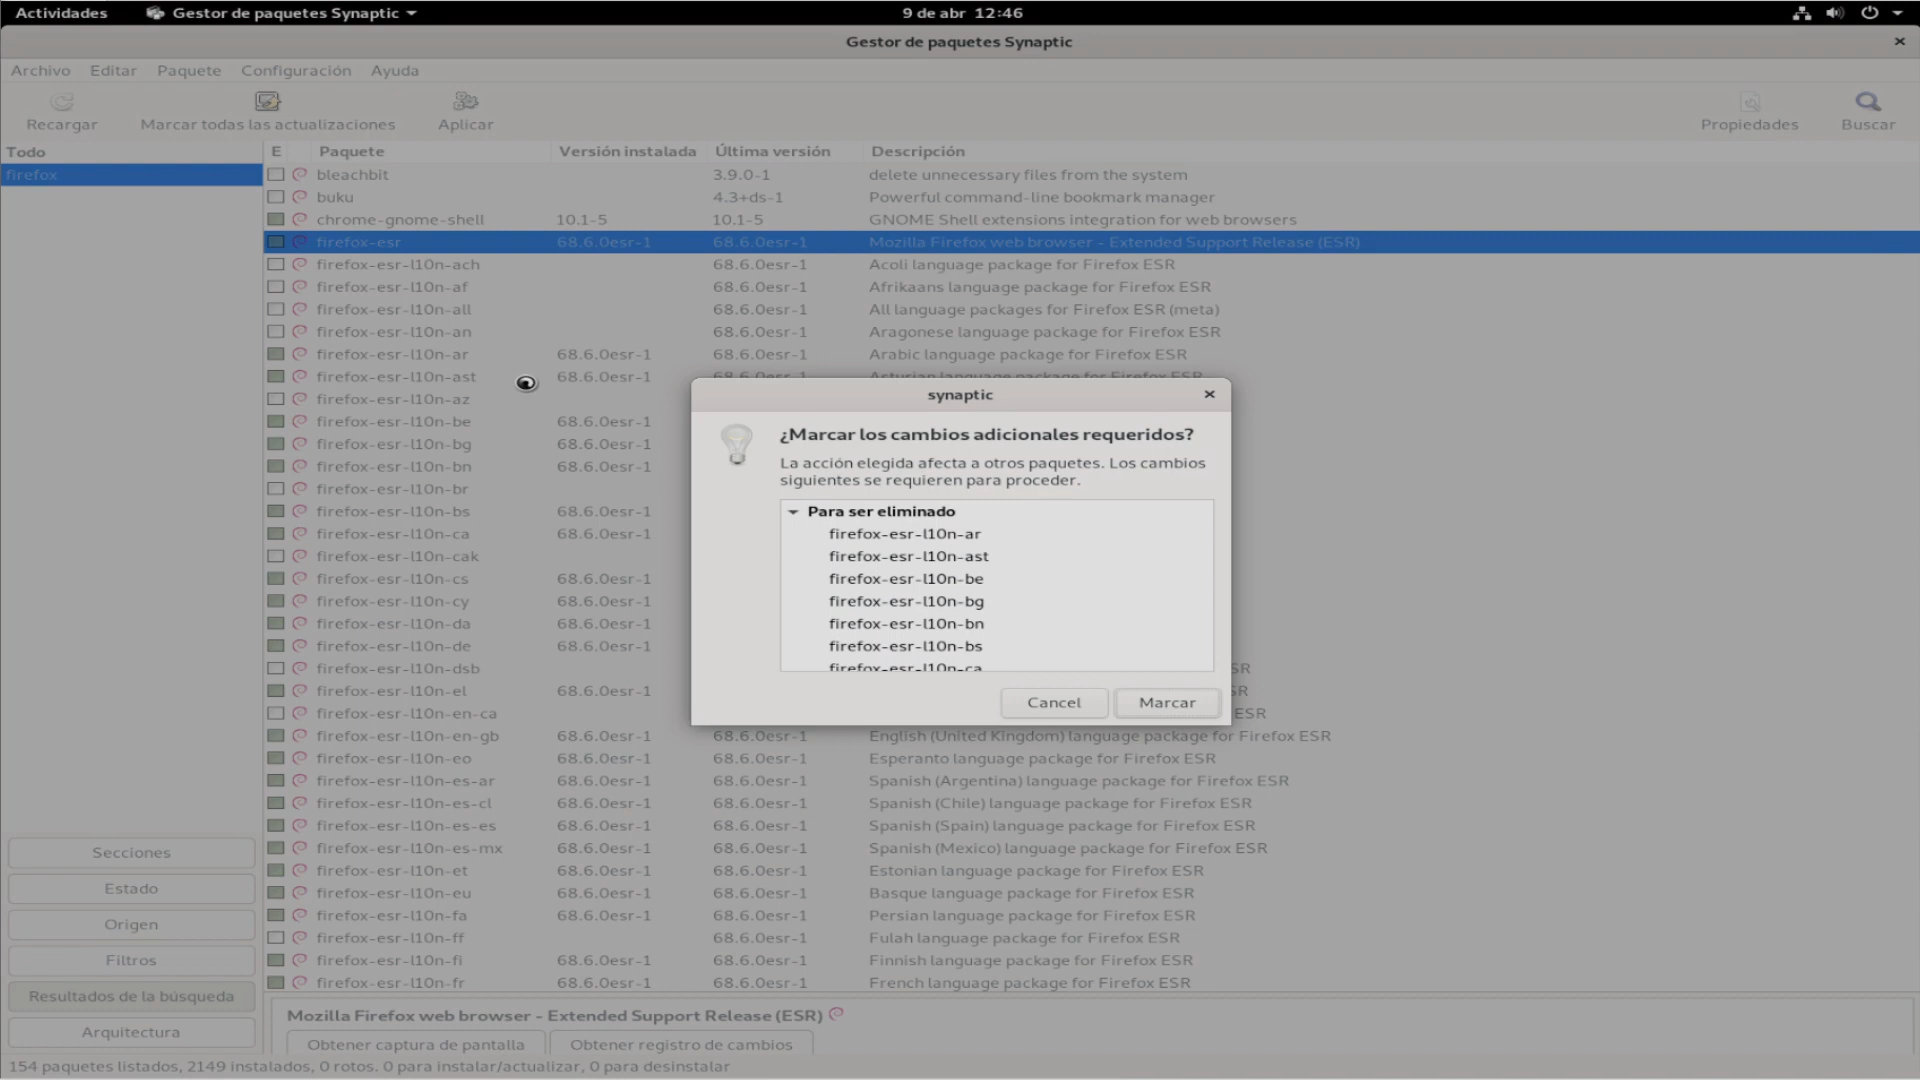 Actividades Gestor de paquetes Synaptic 9 de abr 12:46
Gestor de paquetes Synaptic
Archivo Editar Paquete Configuración Ayuda
Recargar Marcar todas las actualizaciones Aplicar Propiedades Buscar
Todo
firefox
E Paquete Versión instalada Última versión Descripción
bleachbit 3.9.0-1 delete unnecessary files from the system
buku 4.3+ds-1 Powerful command-line bookmark manager
chrome-gnome-shell 10.1-5 10.1-5 GNOME Shell extensions integration for web browsers
firefox-esr 68.6.0esr-1 68.6.0esr-1 Mozilla Firefox web browser - Extended Support Release (ESR)
firefox-esr-l10n-ach 68.6.0esr-1 Acoli language package for Firefox ESR
firefox-esr-l10n-af 68.6.0esr-1 Afrikaans language package for Firefox ESR
firefox-esr-l10n-all 68.6.0esr-1 All language packages for Firefox ESR (meta)
firefox-esr-l10n-an 68.6.0esr-1 Aragonese language package for Firefox ESR
firefox-esr-l10n-ar 68.6.0esr-1 68.6.0esr-1 Arabic language package for Firefox ESR
firefox-esr-l10n-ast 68.6.0esr-1 68.6.0esr-1 Asturian language package for Firefox ESR
firefox-esr-l10n-az
firefox-esr-l10n-be 68.6.0esr-1
firefox-esr-l10n-bg 68.6.0esr-1
firefox-esr-l10n-bn 68.6.0esr-1
firefox-esr-l10n-br
firefox-esr-l10n-bs 68.6.0esr-1
firefox-esr-l10n-ca 68.6.0esr-1
firefox-esr-l10n-cak
firefox-esr-l10n-cs 68.6.0esr-1
firefox-esr-l10n-cy 68.6.0esr-1
firefox-esr-l10n-da 68.6.0esr-1
firefox-esr-l10n-de 68.6.0esr-1
firefox-esr-l10n-dsb SR
firefox-esr-l10n-el 68.6.0esr-1 SR
firefox-esr-l10n-en-ca ESR
firefox-esr-l10n-en-gb 68.6.0esr-1 68.6.0esr-1 English (United Kingdom) language package for Firefox ESR
firefox-esr-l10n-eo 68.6.0esr-1 68.6.0esr-1 Esperanto language package for Firefox ESR
firefox-esr-l10n-es-ar 68.6.0esr-1 68.6.0esr-1 Spanish (Argentina) language package for Firefox ESR
firefox-esr-l10n-es-cl 68.6.0esr-1 68.6.0esr-1 Spanish (Chile) language package for Firefox ESR
firefox-esr-l10n-es-es 68.6.0esr-1 68.6.0esr-1 Spanish (Spain) language package for Firefox ESR
firefox-esr-l10n-es-mx 68.6.0esr-1 68.6.0esr-1 Spanish (Mexico) language package for Firefox ESR
firefox-esr-l10n-et 68.6.0esr-1 68.6.0esr-1 Estonian language package for Firefox ESR
firefox-esr-l10n-eu 68.6.0esr-1 68.6.0esr-1 Basque language package for Firefox ESR
firefox-esr-l10n-fa 68.6.0esr-1 68.6.0esr-1 Persian language package for Firefox ESR
firefox-esr-l10n-ff 68.6.0esr-1 Fulah language package for Firefox ESR
firefox-esr-l10n-fi 68.6.0esr-1 68.6.0esr-1 Finnish language package for Firefox ESR
firefox-esr-l10n-fr 68.6.0esr-1 68.6.0esr-1 French language package for Firefox ESR
synaptic
¿Marcar los cambios adicionales requeridos?
La acción elegida afecta a otros paquetes. Los cambios
siguientes se requieren para proceder.
Para ser eliminado
firefox-esr-l10n-ar
firefox-esr-l10n-ast
firefox-esr-l10n-be
firefox-esr-l10n-bg
firefox-esr-l10n-bn
firefox-esr-l10n-bs
firefox-esr-l10n-ca
Cancel Marcar
Secciones
Estado
Origen
Filtros
Resultados de la búsqueda
Arquitectura
Mozilla Firefox web browser - Extended Support Release (ESR)
Obtener captura de pantalla Obtener registro de cambios
154 paquetes listados, 2149 instalados, 0 rotos. 0 para instalar/actualizar, 0 para desinstalar